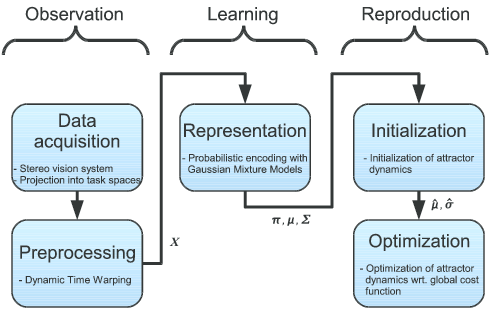 Observation
Learning
Reproduction
Data
acquisition
- Stereo vision system
- Projection into task spaces
Preprocessing
- Dynamic Time Warping
X
Representation
- Probabilistic encoding with
Gaussian Mixture Models
π, μ, Σ
Initialization
- Initialization of attractor
dynamics
μ̂, σ̂
Optimization
- Optimization of attractor
dynamics wrt. global cost
function